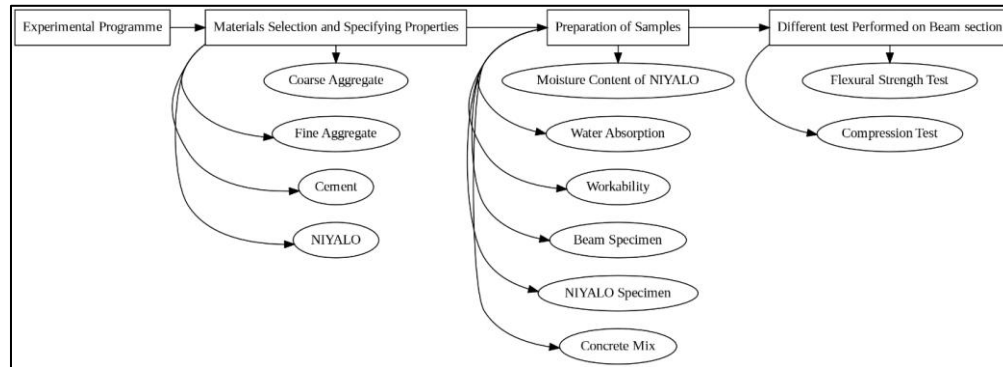 Experimental Programme
Materials Selection and Specifying Properties
Preparation of Samples
Different test Performed on Beam section
Coarse Aggregate
Fine Aggregate
Cement
NIYALO
Moisture Content of NIYALO
Water Absorption
Workability
Beam Specimen
NIYALO Specimen
Concrete Mix
Flexural Strength Test
Compression Test